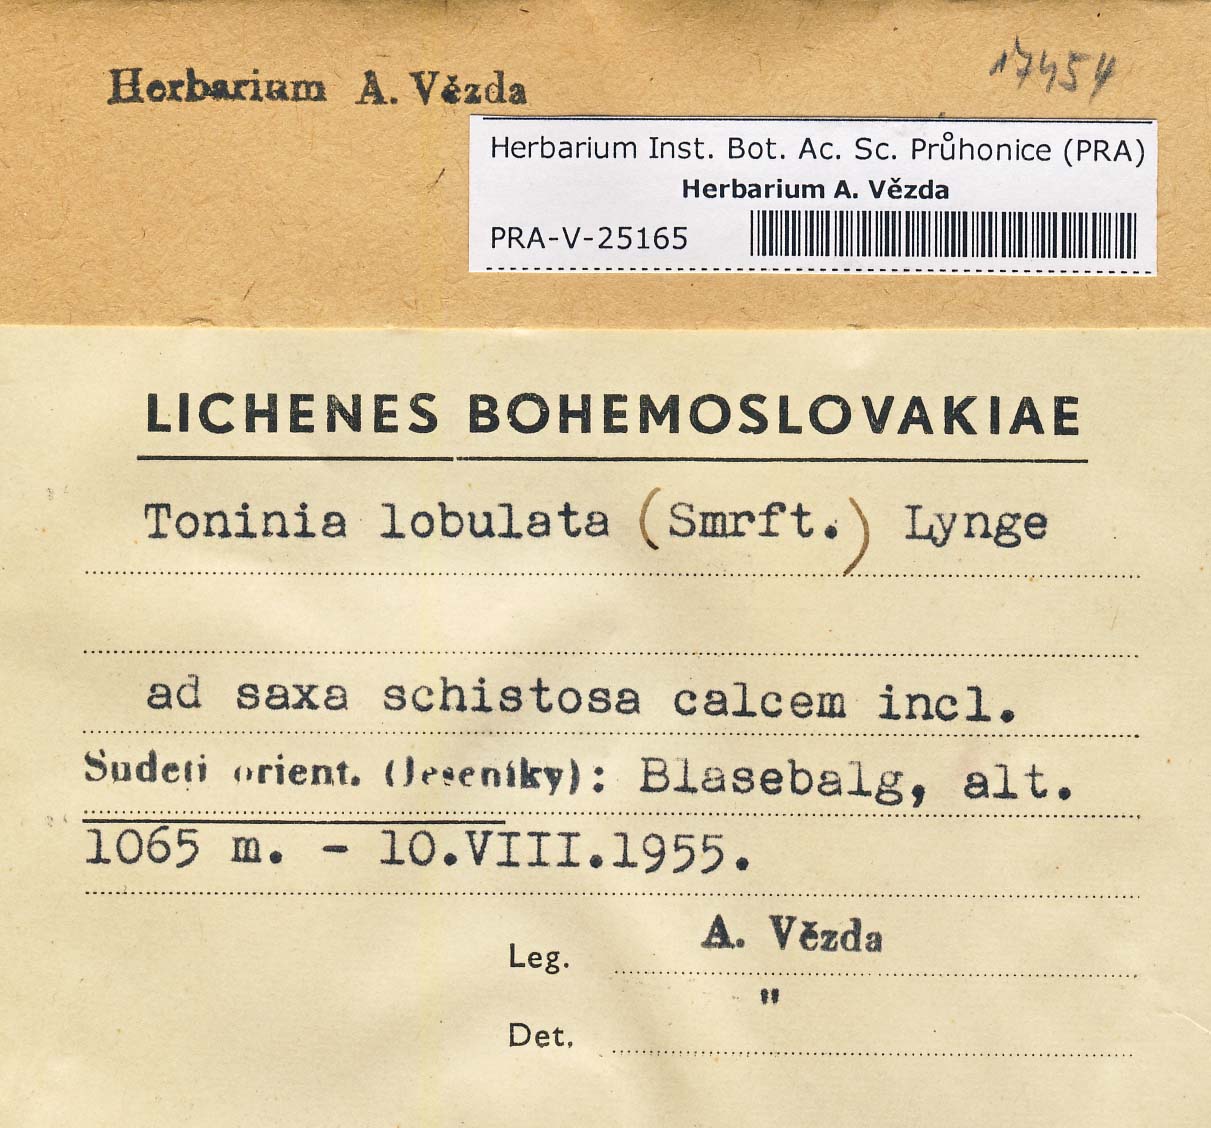 Herbarium A. Vězda
17454
Herbarium Inst. Bot. Ac. Sc. Průhonice (PRA)
Herbarium A. Vězda
PRA-V-25165
LICHENES BOHEMOSLOVAKIAE
Toninia lobulata (Smrft.) Lynge
ad saxa schistosa calcem incl.
Sudeti orient. (Jeseníky): Blasebalg, alt.
1065 m. - 10.VIII.1955.
Leg. A. Vězda
Det. "